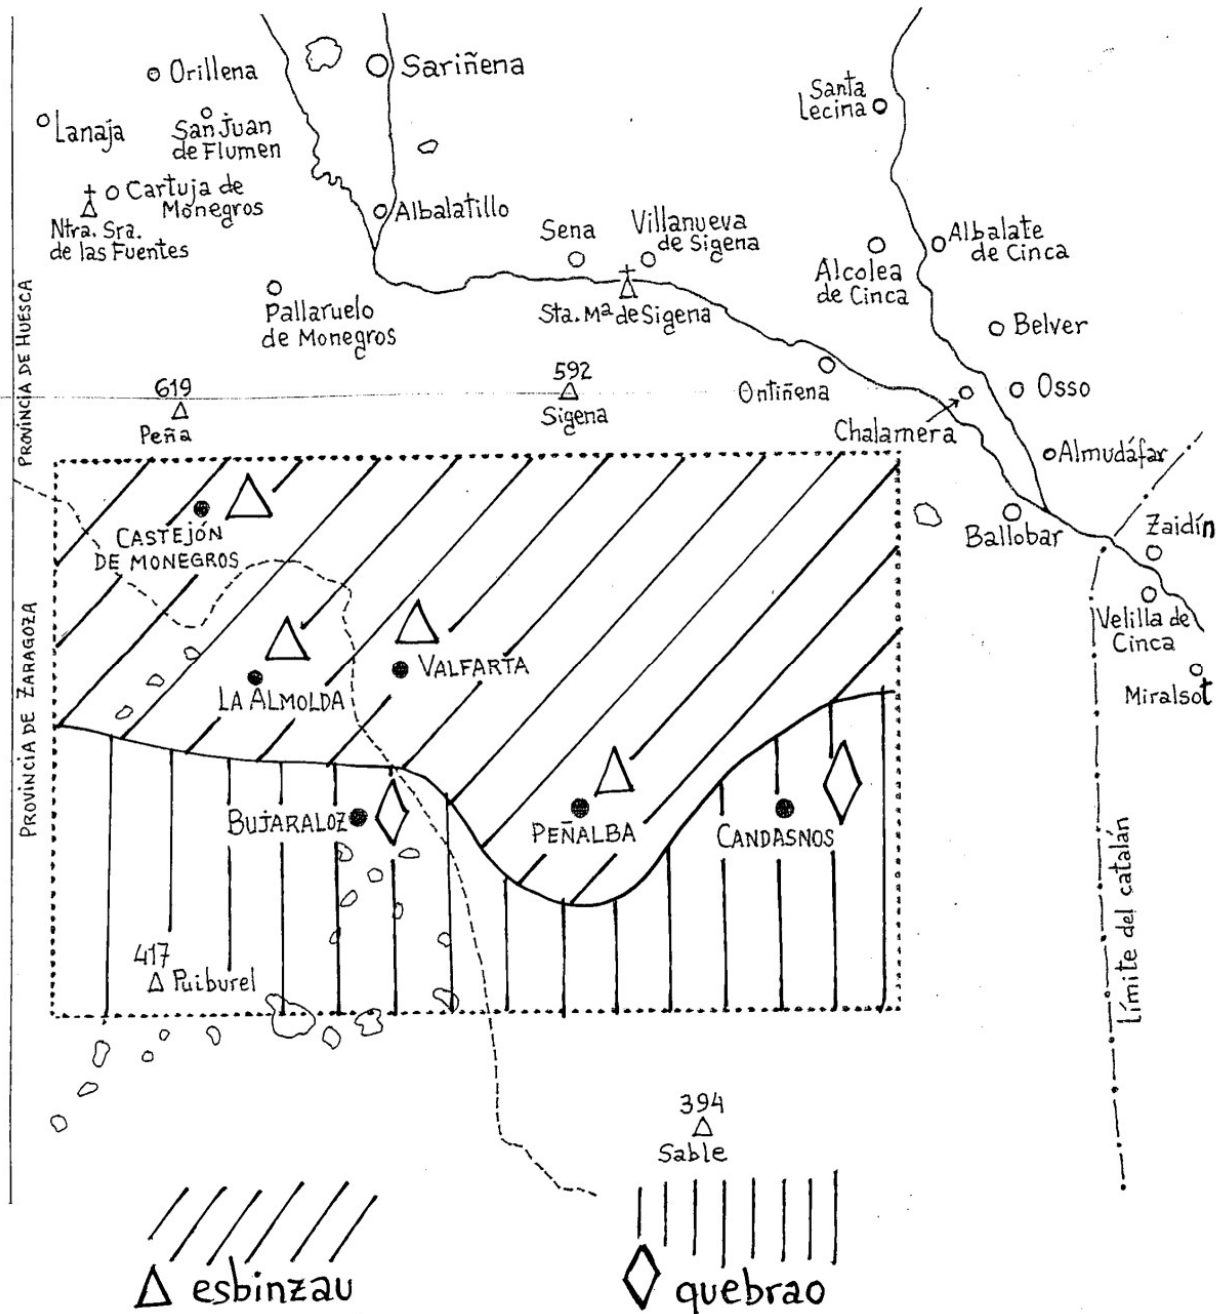 Orillena
Sariñena
Santa
Lecina
Lanaja
San Juan
de Flumen
Cartuja de
Monegros
Ntra. Sra.
de las Fuentes
Albalatillo
Sena
Villanueva
de Sigena
Albalate
de Cinca
Alcolea
de Cinca
Pallaruelo
de Monegros
Sta. Mª de Sigena
Belver
PROVINCIA DE HUESCA
619
Peña
592
Sigena
Ontiñena
Osso
Chalamera
Almudáfar
CASTEJÓN
DE MONEGROS
Ballobar
Zaidín
Velilla de
Cinca
Miralsot
PROVINCIA DE ZARAGOZA
LA ALMOLDA
VALFARTA
BUJARALOZ
PEÑALBA
CANDASNOS
Límite del catalán
417
Puiburel
394
Sable
esbinzau
quebrao